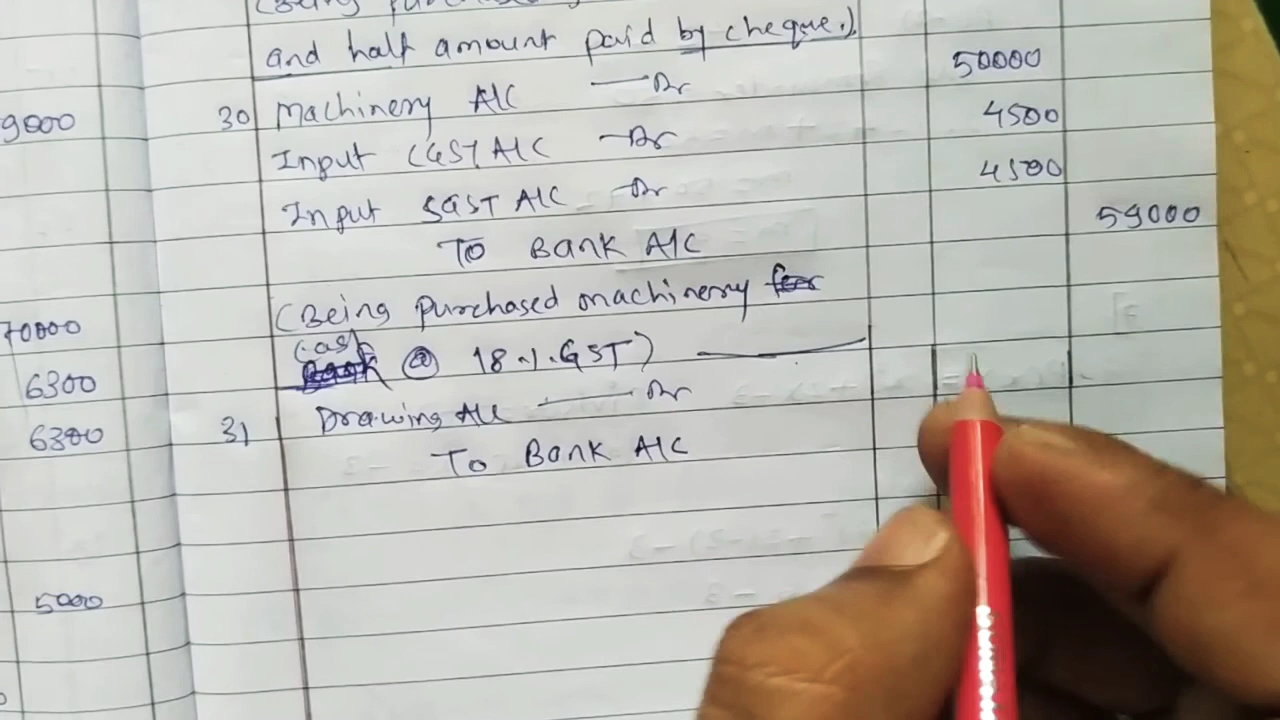 (Being purchased
and half amount paid by cheque.)
9000
30 Machinery A/C — Dr 50000
Input CGST A/C — Dr 4500
Input SGST A/C — Dr 4500
To Bank A/C 59000
(Being purchased machinery for
70000
cash @ 18%.GST)
6300
Drawing A/C — Dr
6300
31
To Bank A/C
5000